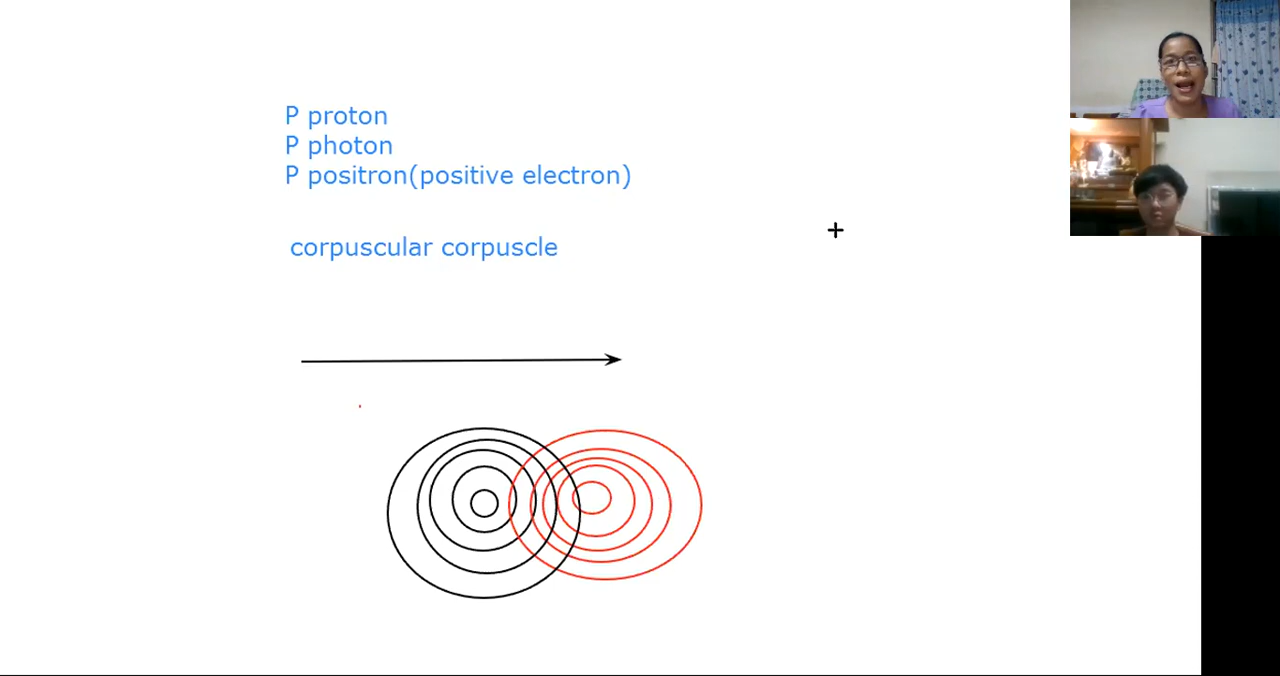 P proton
P photon
P positron(positive electron)
corpuscular corpuscle